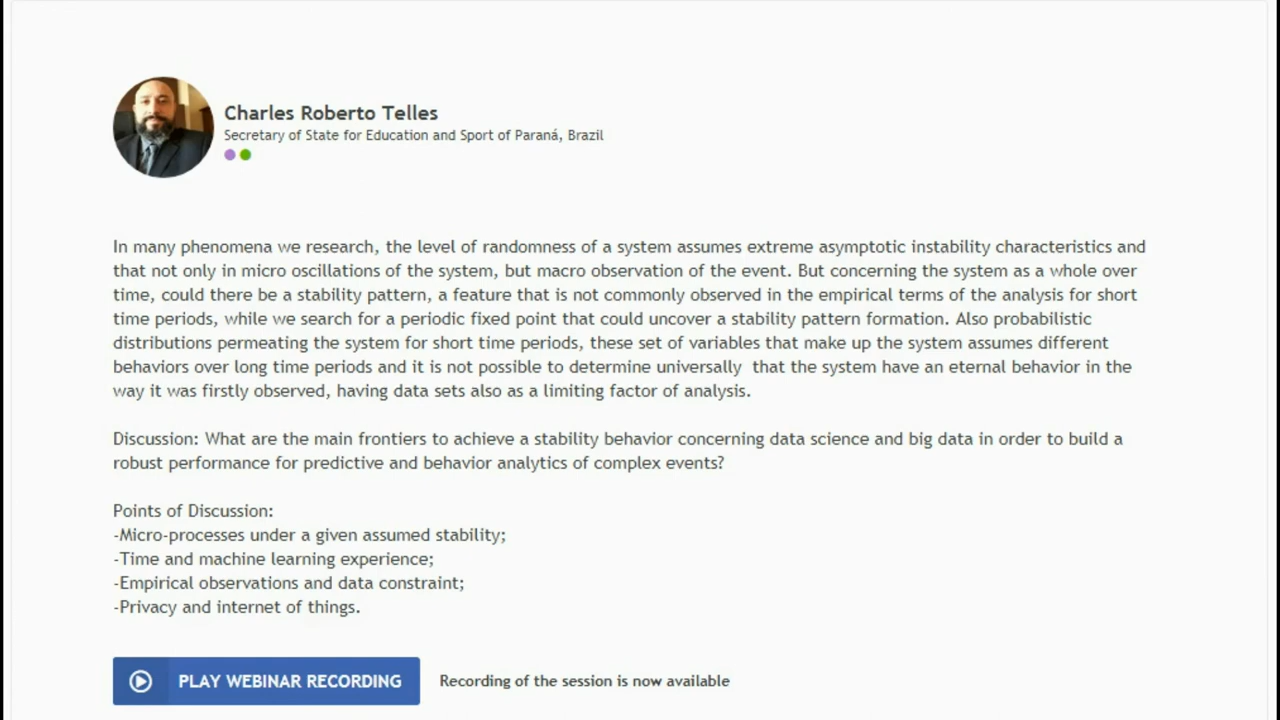 Charles Roberto Telles
Secretary of State for Education and Sport of Paraná, Brazil
In many phenomena we research, the level of randomness of a system assumes extreme asymptotic instability characteristics and
that not only in micro oscillations of the system, but macro observation of the event. But concerning the system as a whole over
time, could there be a stability pattern, a feature that is not commonly observed in the empirical terms of the analysis for short
time periods, while we search for a periodic fixed point that could uncover a stability pattern formation. Also probabilistic
distributions permeating the system for short time periods, these set of variables that make up the system assumes different
behaviors over long time periods and it is not possible to determine universally that the system have an eternal behavior in the
way it was firstly observed, having data sets also as a limiting factor of analysis.
Discussion: What are the main frontiers to achieve a stability behavior concerning data science and big data in order to build a
robust performance for predictive and behavior analytics of complex events?
Points of Discussion:
-Micro-processes under a given assumed stability;
-Time and machine learning experience;
-Empirical observations and data constraint;
-Privacy and internet of things.
PLAY WEBINAR RECORDING Recording of the session is now available